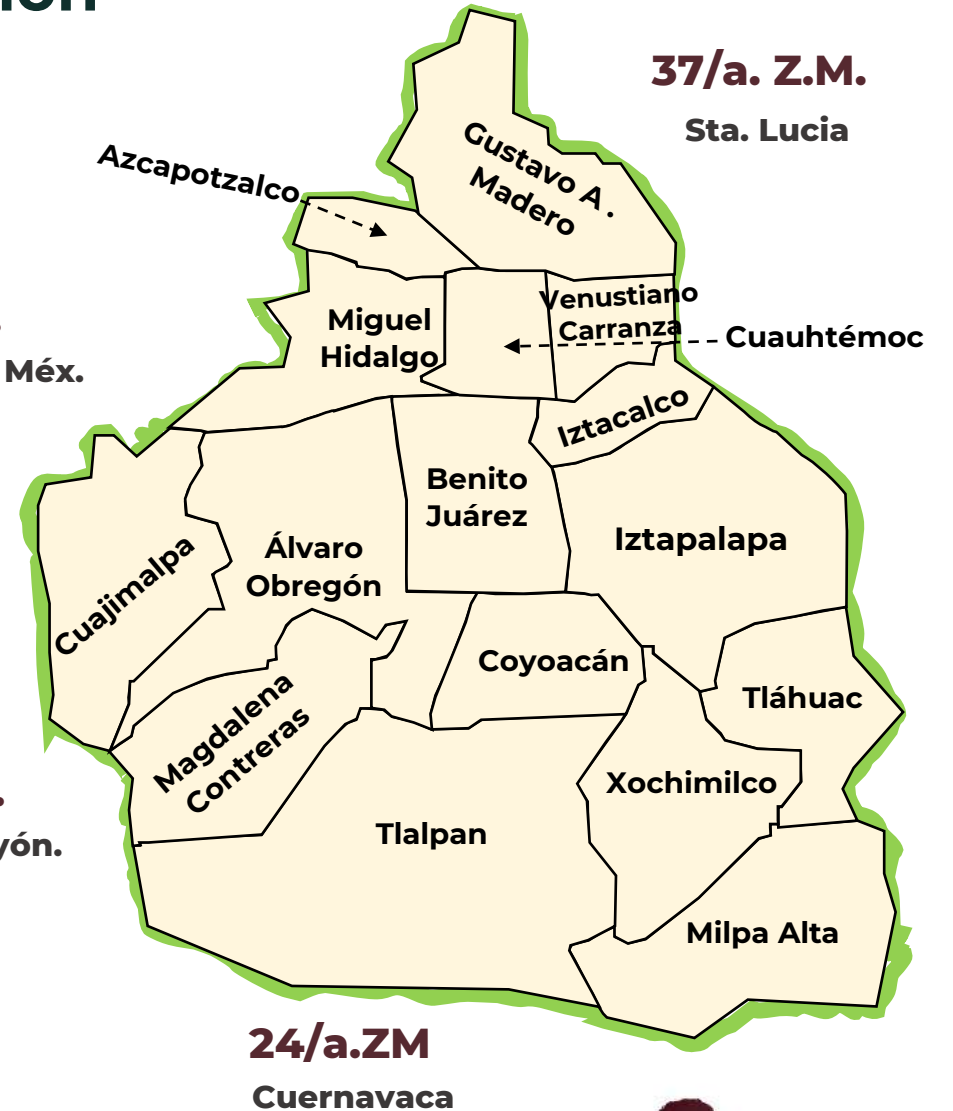 37/a. Z.M.
Sta. Lucia
Gustavo A.
Madero
Azcapotzalco
Venustiano
Carranza
Miguel
Hidalgo
Cuauhtémoc
Méx.
Iztacalco
Benito
Juárez
Iztapalapa
Álvaro
Obregón
Cuajimalpa
Coyoacán
Tláhuac
Magdalena
Contreras
Xochimilco
Tlalpan
Milpa Alta
24/a.ZM
Cuernavaca